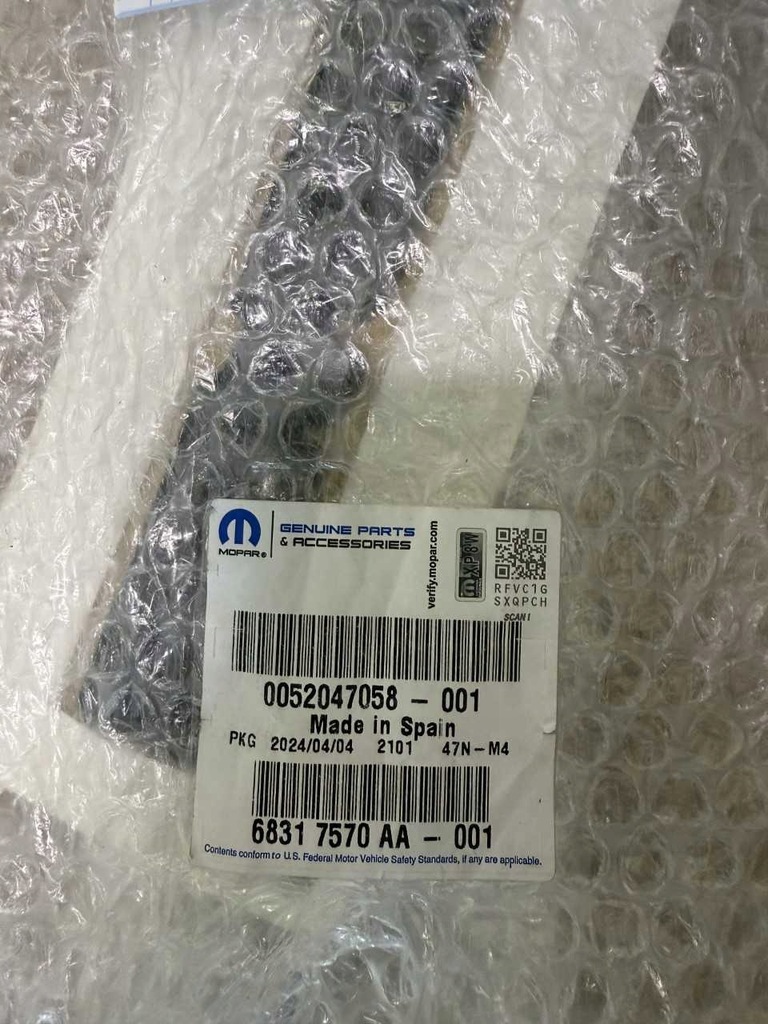 MOPAR®
GENUINE PARTS
& ACCESSORIES
verify.mopar.com
XP8W
RFVC1G
SXQPCH
SCAN!
0052047058 - 001
Made in Spain
PKG 2024/04/04 2101 47N-M4
6831 7570 AA - 001
Contents conform to U.S. Federal Motor Vehicle Safety Standards, if any are applicable.